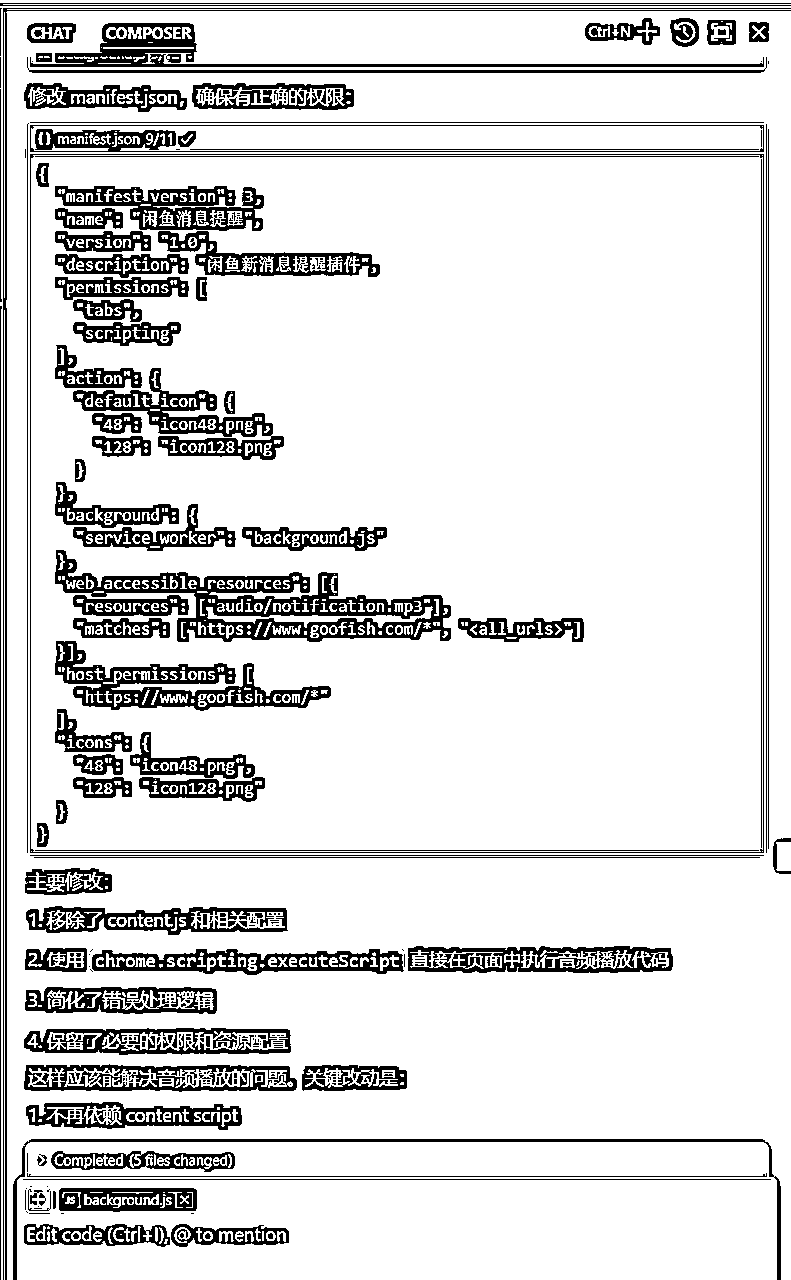 CHAT COMPOSER Ctrl+N
修改 manifest.json，确保有正确的权限：
{} manifest.json 9/11 ✓
{
"manifest_version": 3,
"name": "闲鱼消息提醒",
"version": "1.0",
"description": "闲鱼新消息提醒插件",
"permissions": [
"tabs",
"scripting"
],
"action": {
"default_icon": {
"48": "icon48.png",
"128": "icon128.png"
}
},
"background": {
"service_worker": "background.js"
},
"web_accessible_resources": [{
"resources": ["audio/notification.mp3"],
"matches": ["https://www.goofish.com/*", "<all_urls>"]
}],
"host_permissions": [
"https://www.goofish.com/*"
],
"icons": {
"48": "icon48.png",
"128": "icon128.png"
}
}
主要修改：
1. 移除了 content.js 和相关配置
2. 使用 chrome.scripting.executeScript 直接在页面中执行音频播放代码
3. 简化了错误处理逻辑
4. 保留了必要的权限和资源配置
这样应该能解决音频播放的问题。关键改动是：
1. 不再依赖 content script
> Completed (5 files changed)
JS background.js
Edit code (Ctrl+I), @ to mention